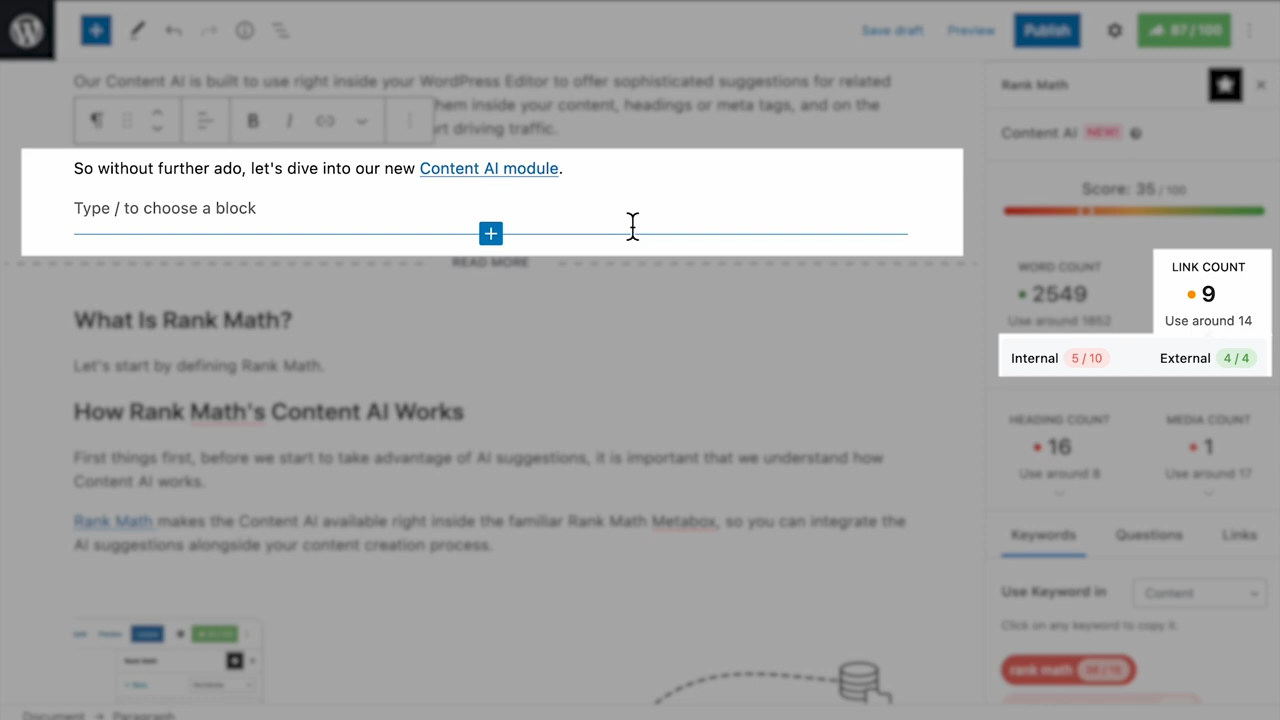 Save draft
Preview
Publish
87 / 100
Our Content AI is built to use right inside your WordPress Editor to offer sophisticated suggestions for related
hem inside your content, headings or meta tags, and on the
rt driving traffic.
B
I
So without further ado, let's dive into our new Content AI module.
Type / to choose a block
READ MORE
What Is Rank Math?
Let's start by defining Rank Math.
How Rank Math's Content AI Works
First things first, before we start to take advantage of AI suggestions, it is important that we understand how
Content AI works.
Rank Math makes the Content AI available right inside the familiar Rank Math Metabox, so you can integrate the
AI suggestions alongside your content creation process.
Document → Paragraph
Rank Math
Content AI NEW!
Score: 35 / 100
WORD COUNT
2549
Use around 1852
LINK COUNT
9
Use around 14
Internal 5 / 10
External 4 / 4
HEADING COUNT
16
Use around 8
MEDIA COUNT
1
Use around 17
Keywords
Questions
Links
Use Keyword in
Content
Click on any keyword to copy it.
rank math